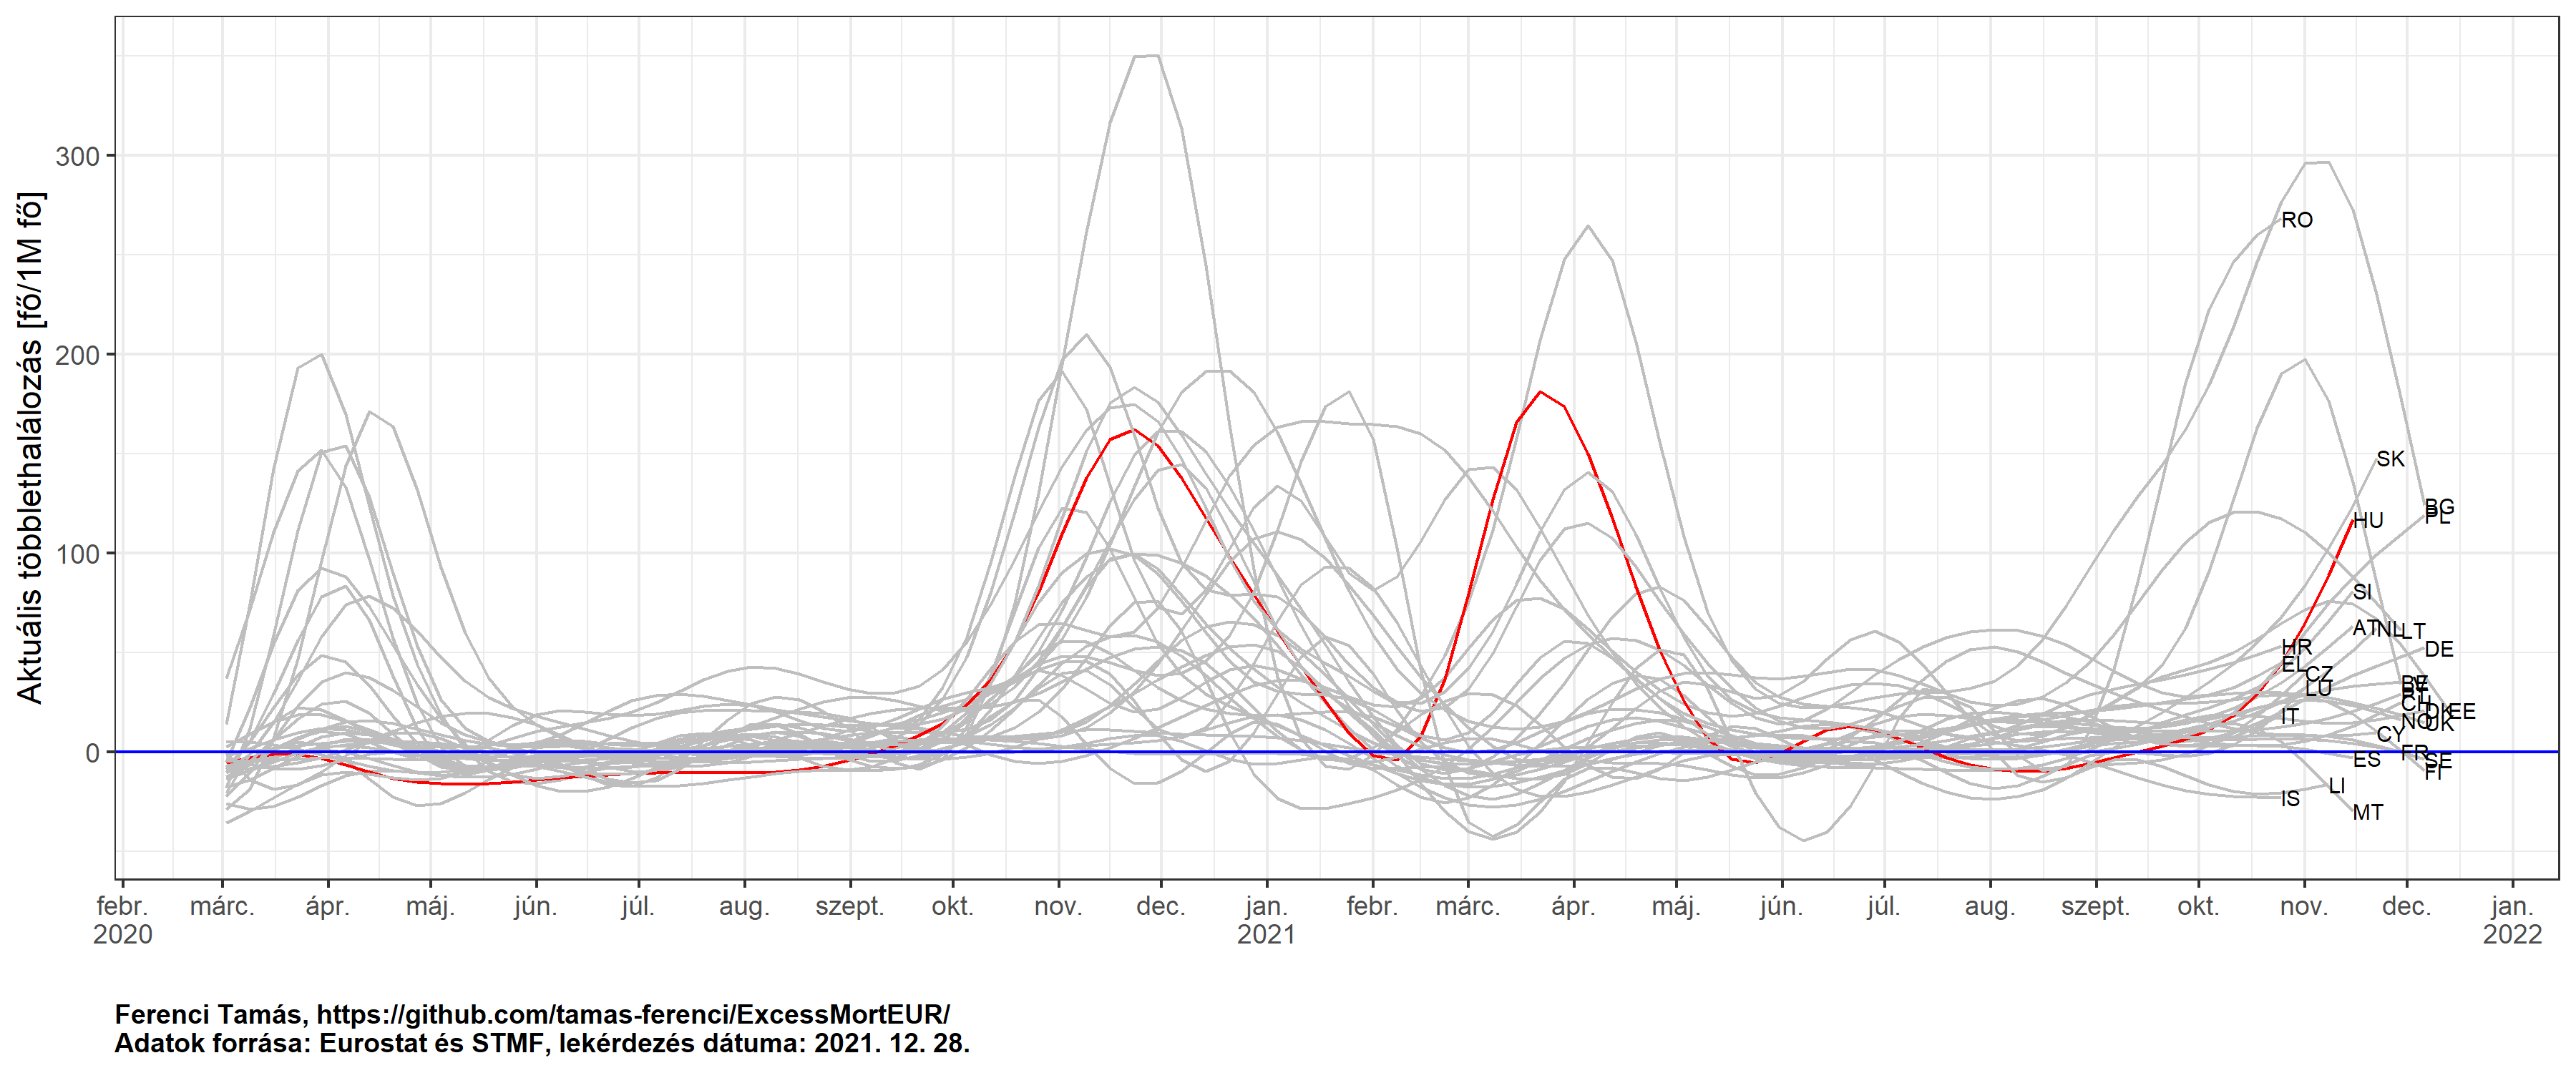 Aktuális többlethalálozás [fő/1M fő]
300
200
100
0
RO
SK
BG
PL
HU
SI
AT
NL
LT
HR
DE
EL
CZ
LU
CH
DK
EE
IT
NO
UK
CY
FR
ES
SE
FI
LI
IS
MT
febr. márc. ápr. máj. jún. júl. aug. szept. okt. nov. dec. jan. febr. márc. ápr. máj. jún. júl. aug. szept. okt. nov. dec. jan.
2020 2021 2022
Ferenci Tamás, https://github.com/tamas-ferenci/ExcessMortEUR/
Adatok forrása: Eurostat és STMF, lekérdezés dátuma: 2021. 12. 28.